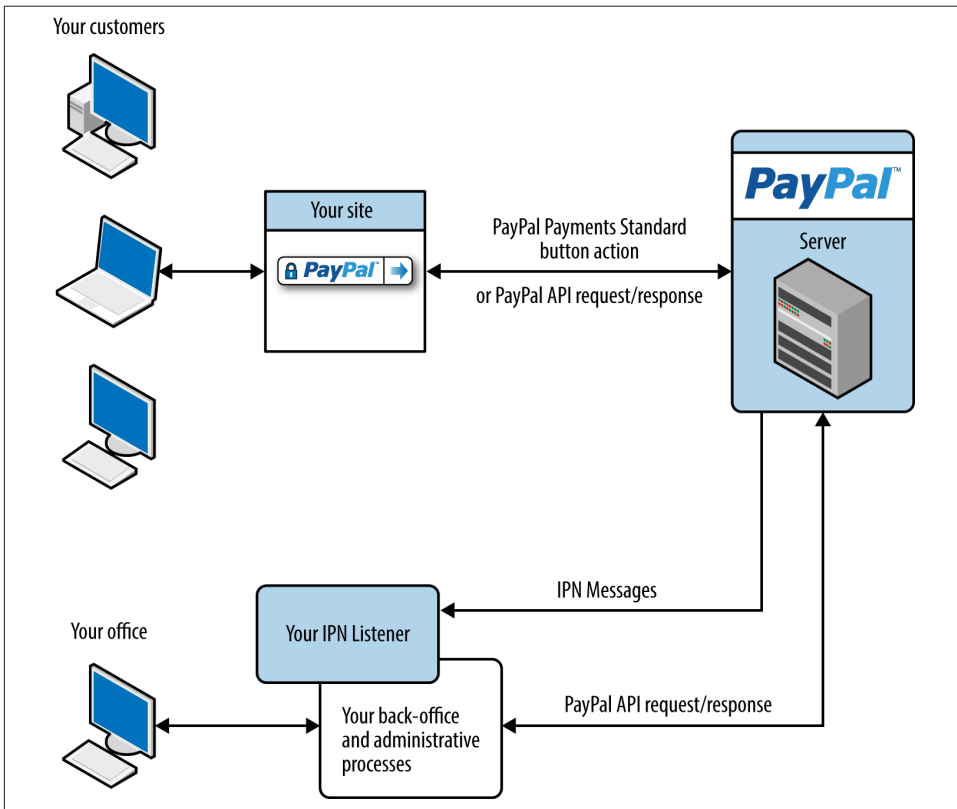 Your customers
PayPal™
Server
Your site
PayPal™
PayPal Payments Standard
button action
or PayPal API request/response
IPN Messages
Your IPN Listener
Your office
Your back-office
and administrative
processes
PayPal API request/response